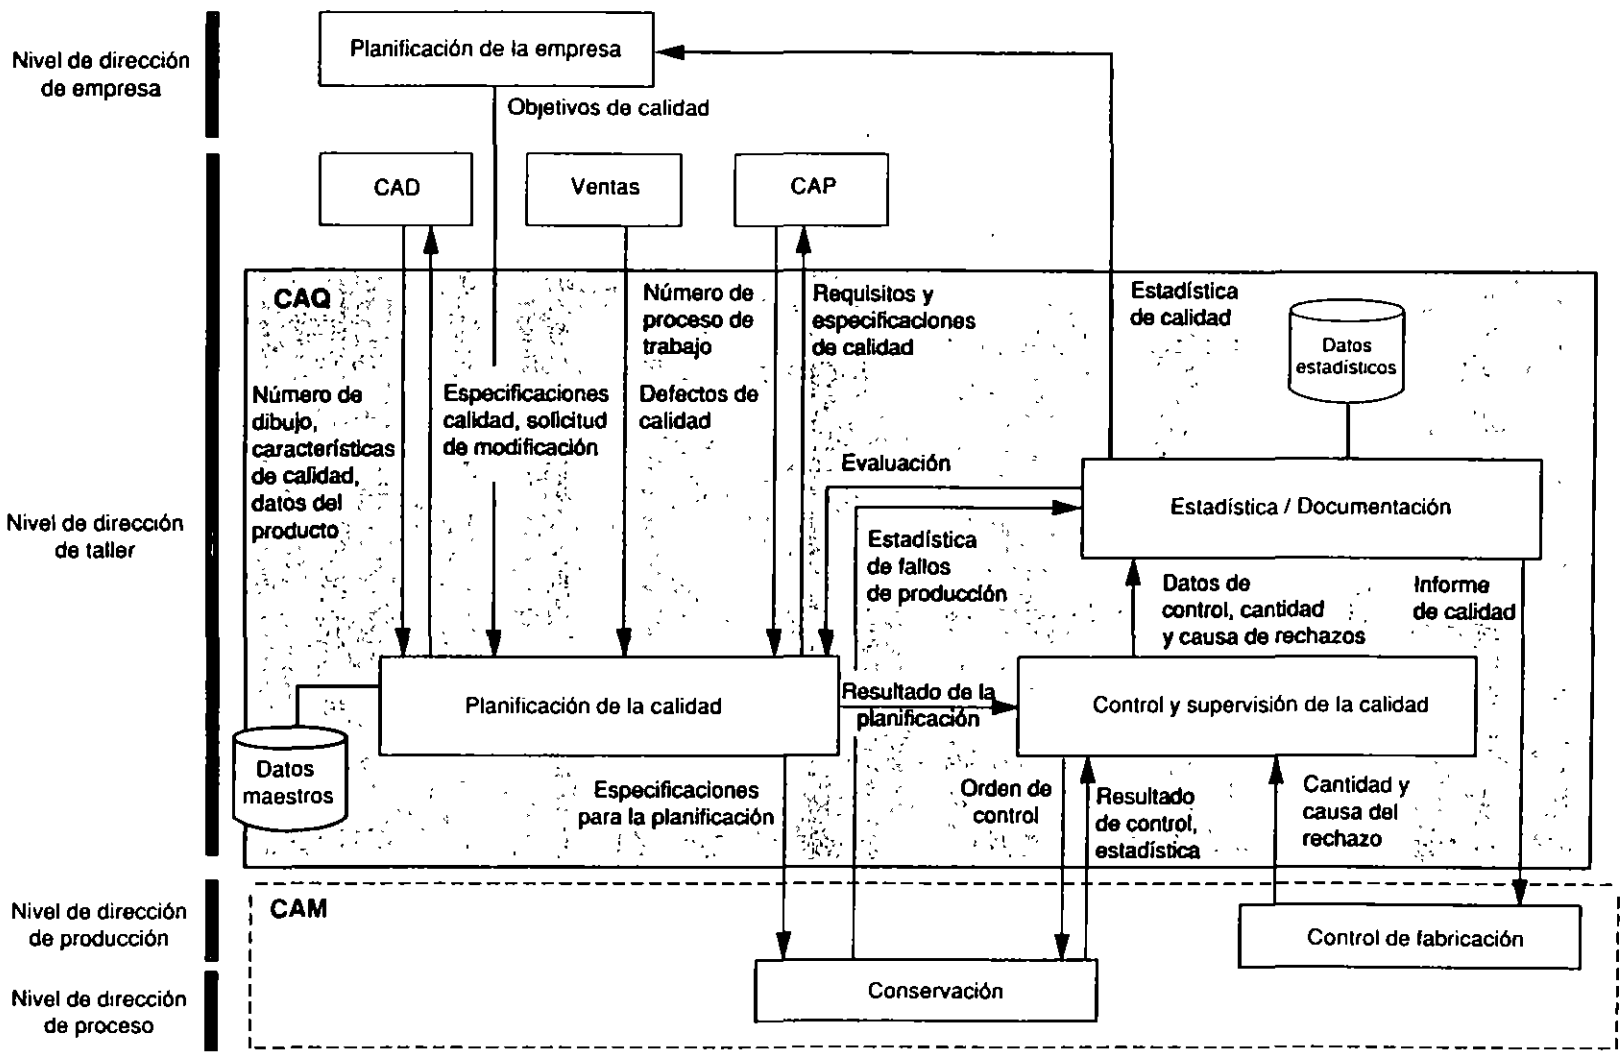 Nivel de dirección
de empresa
Planificación de la empresa
Objetivos de calidad
CAD
Ventas
CAP
CAQ
Número de
proceso de
trabajo
Requisitos y
especificaciones
de calidad
Estadística
de calidad
Datos
estadísticos
Número de
dibujo,
características
de calidad,
datos del
producto
Especificaciones
calidad, solicitud
de modificación
Defectos de
calidad
Evaluación
Estadística / Documentación
Nivel de dirección
de taller
Estadística
de fallos
de producción
Datos de
control, cantidad
y causa de rechazos
Informe
de calidad
Planificación de la calidad
Resultado de la
planificación
Control y supervisión de la calidad
Datos
maestros
Especificaciones
para la planificación
Orden de
control
Resultado
de control,
estadística
Cantidad y
causa del
rechazo
Nivel de dirección
de producción
CAM
Control de fabricación
Conservación
Nivel de dirección
de proceso